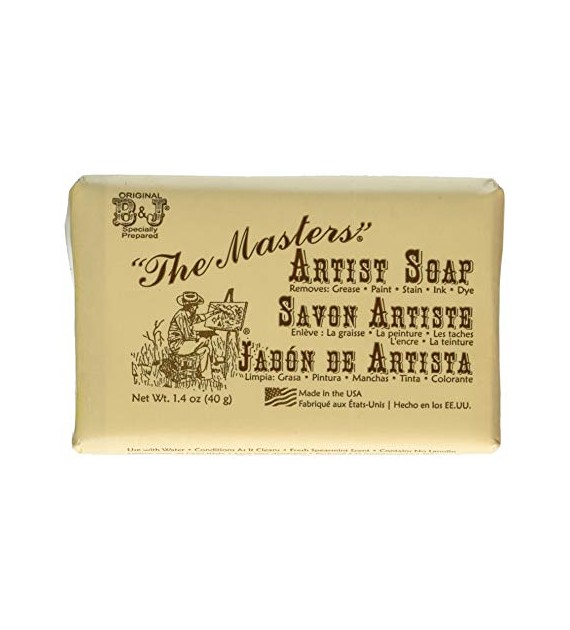 ORIGINAL
B&J®
Specially
Prepared
"The Masters"®
ARTIST SOAP
Removes: Grease • Paint • Stain • Ink • Dye
SAVON ARTISTE
Enlève : La graisse • La peinture • Les taches
L'encre • La teinture
®
JABÓN DE ARTISTA
Limpia: Grasa • Pintura • Manchas • Tinta • Colorante
Net Wt. 1.4 oz (40 g)
Made in the USA
Fabriqué aux États-Unis | Hecho en los EE.UU.
Use with Water • Conditions As It Cleans • Fresh Spearmint Scent • Contains No